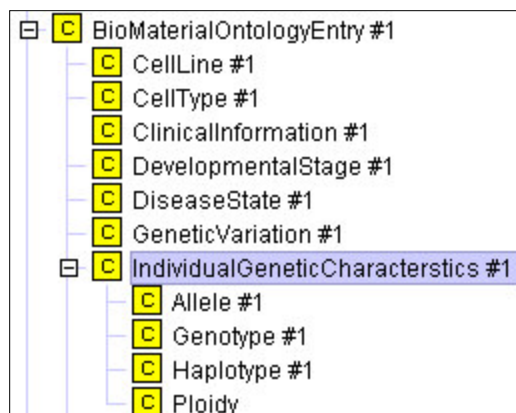 C BioMaterialOntologyEntry #1
C CellLine #1
C CellType #1
C ClinicalInformation #1
C DevelopmentalStage #1
C DiseaseState #1
C GeneticVariation #1
C IndividualGeneticCharacterstics #1
C Allele #1
C Genotype #1
C Haplotype #1
C Ploidy